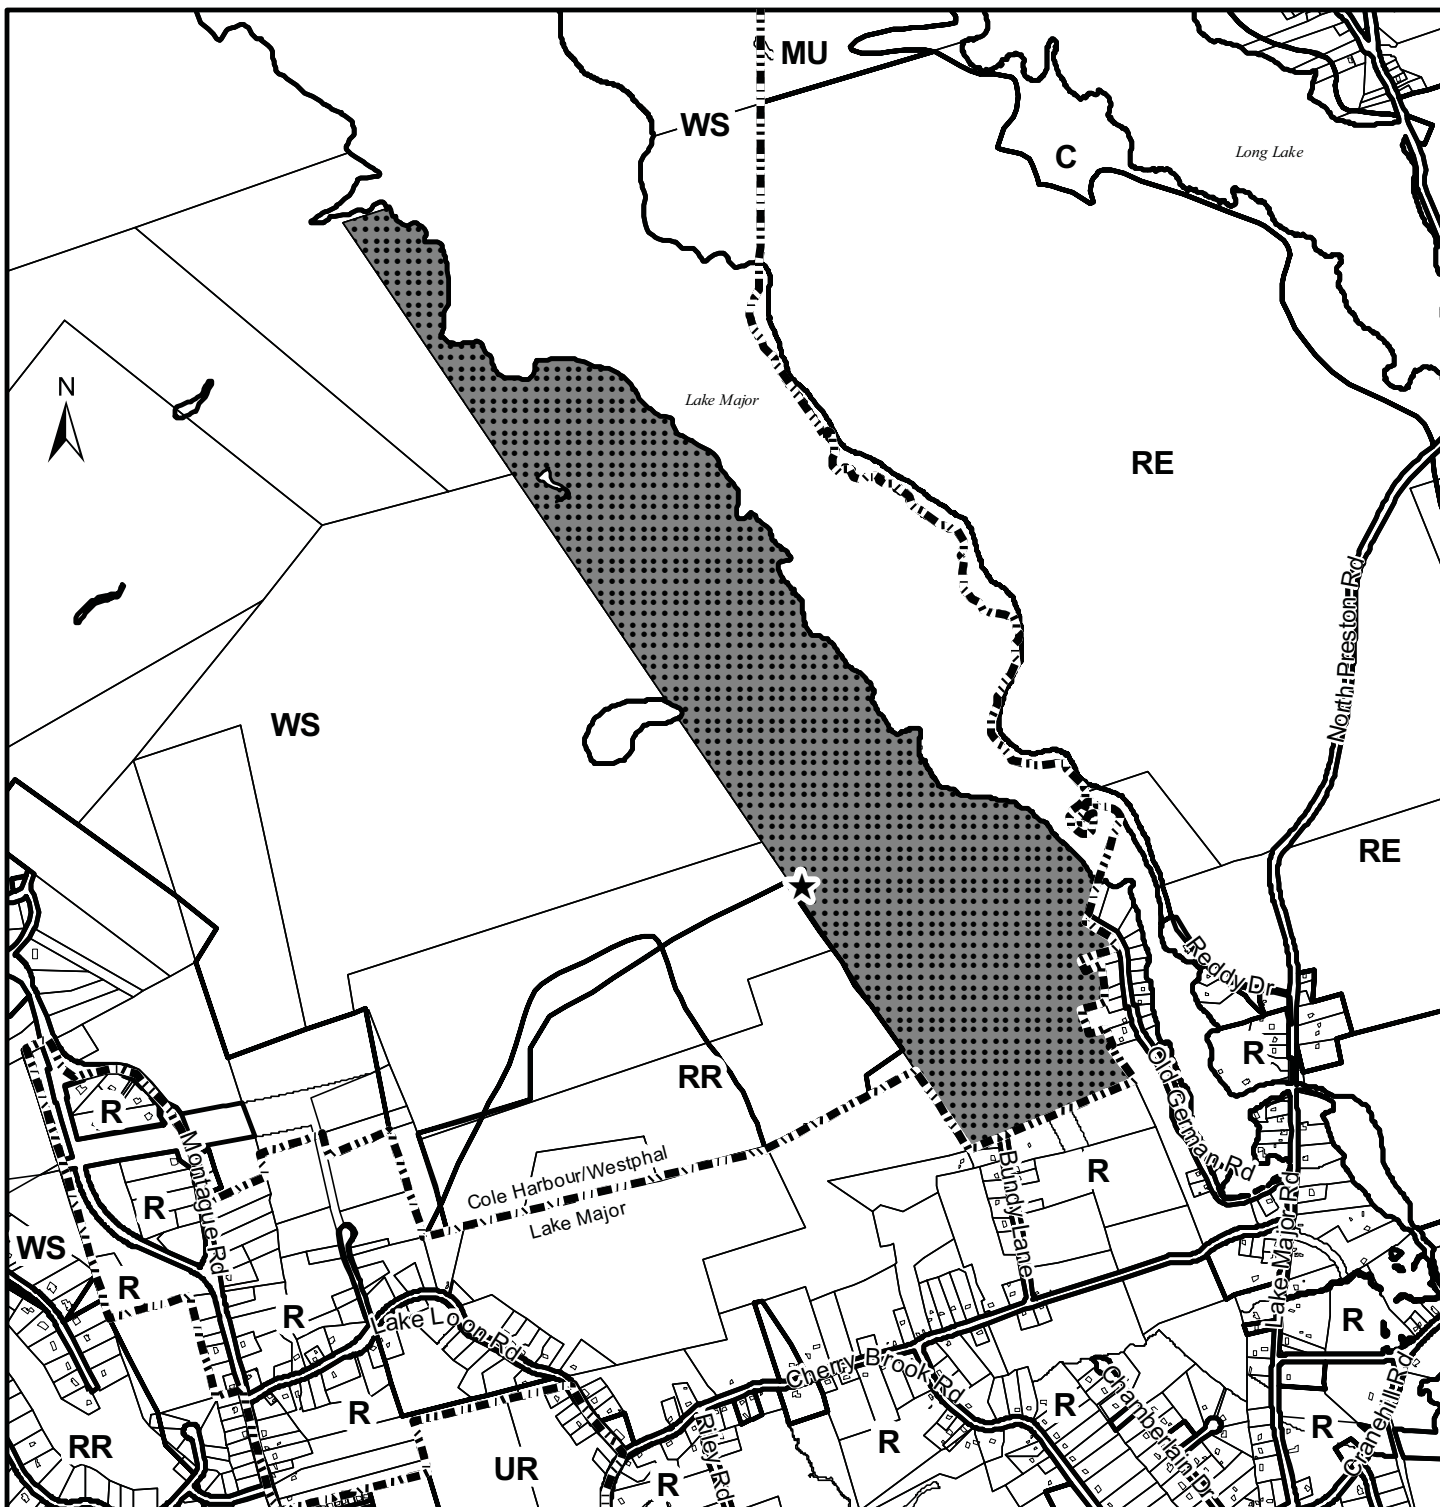 MU
WS
C
Long Lake
N
Lake Major
RE
North Preston Rd
WS
RE
Reddy Dr
R
RR
Old German Rd
R
Montague Rd
Cole Harbour/Westphal
Lake Major
Bundy Lane
R
R
WS
R
R
Lake Major Rd
R
Lake Loon Rd
Cherry Brook Rd
Chamberlain Dr
Cranehill Rd
R
R
R
R
RR
UR
R
Riley Rd